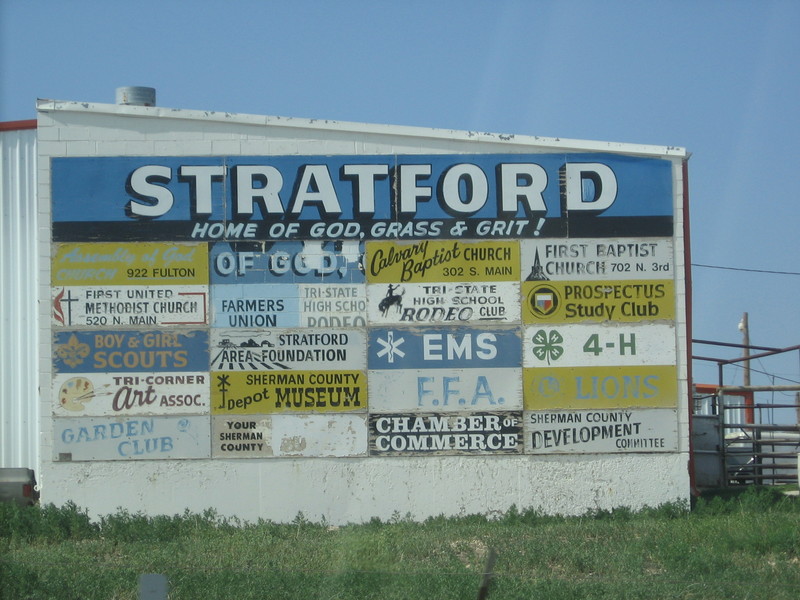 STRATFORD
HOME OF GOD, GRASS & GRIT!
Assembly of God
CHURCH 922 FULTON
OF GOD,
Calvary
Baptist CHURCH
302 S. MAIN
FIRST BAPTIST
CHURCH 702 N. 3rd
FIRST UNITED
METHODIST CHURCH
520 N. MAIN
FARMERS
UNION
TRI-STATE
HIGH SCHO
RODEO
TRI-STATE
HIGH SCHOOL
RODEO CLUB
PROSPECTUS
Study Club
BOY & GIRL
SCOUTS
STRATFORD
AREA FOUNDATION
EMS
4-H
TRI-CORNER
Art ASSOC.
SHERMAN COUNTY
Depot MUSEUM
F.F.A.
LIONS
GARDEN
CLUB
YOUR
SHERMAN
COUNTY
CHAMBER OF
COMMERCE
SHERMAN COUNTY
DEVELOPMENT
COMMITTEE